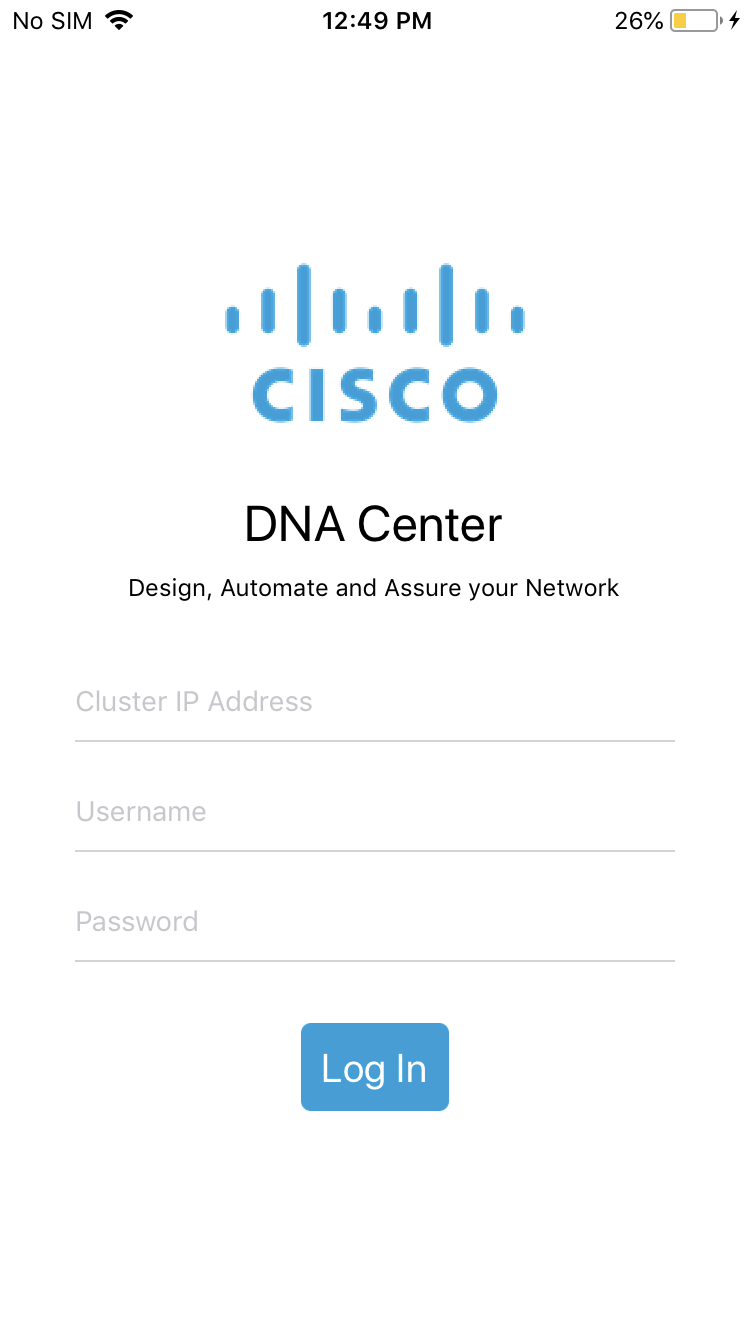 No SIM 12:49 PM 26%
CISCO
DNA Center
Design, Automate and Assure your Network
Cluster IP Address
Username
Password
Log In